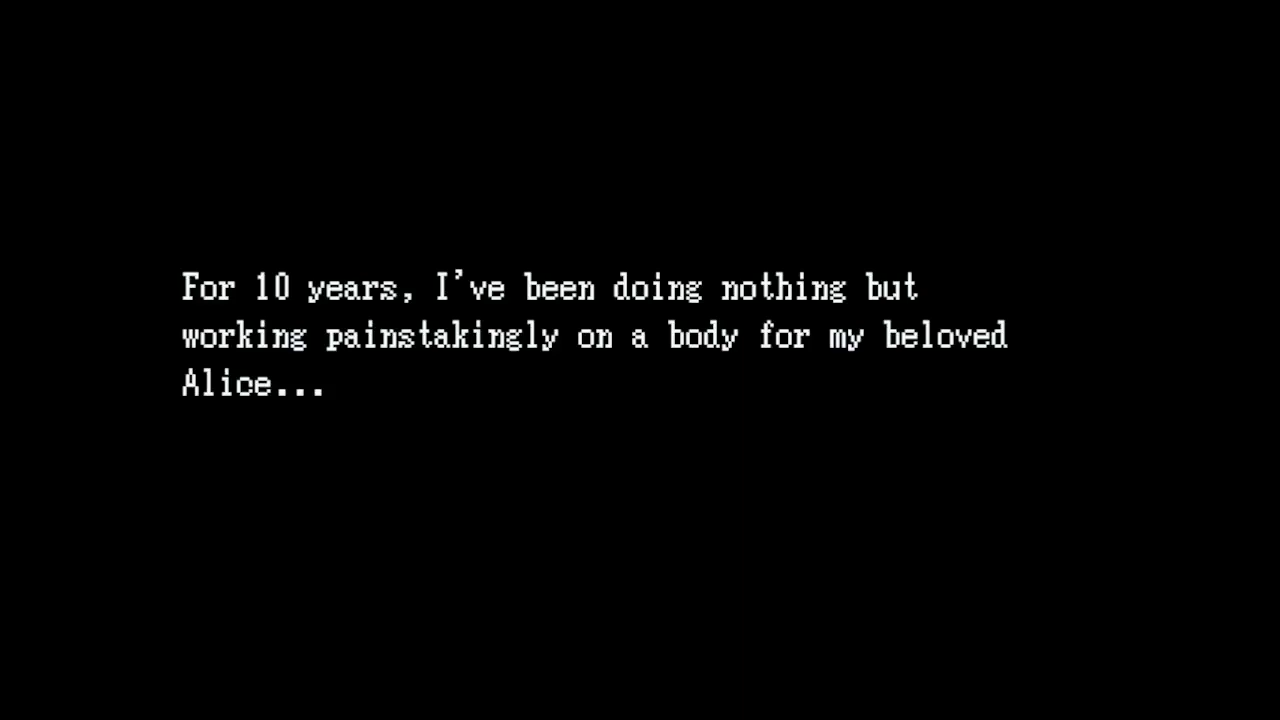 For 10 years, I've been doing nothing but
working painstakingly on a body for my beloved
Alice...